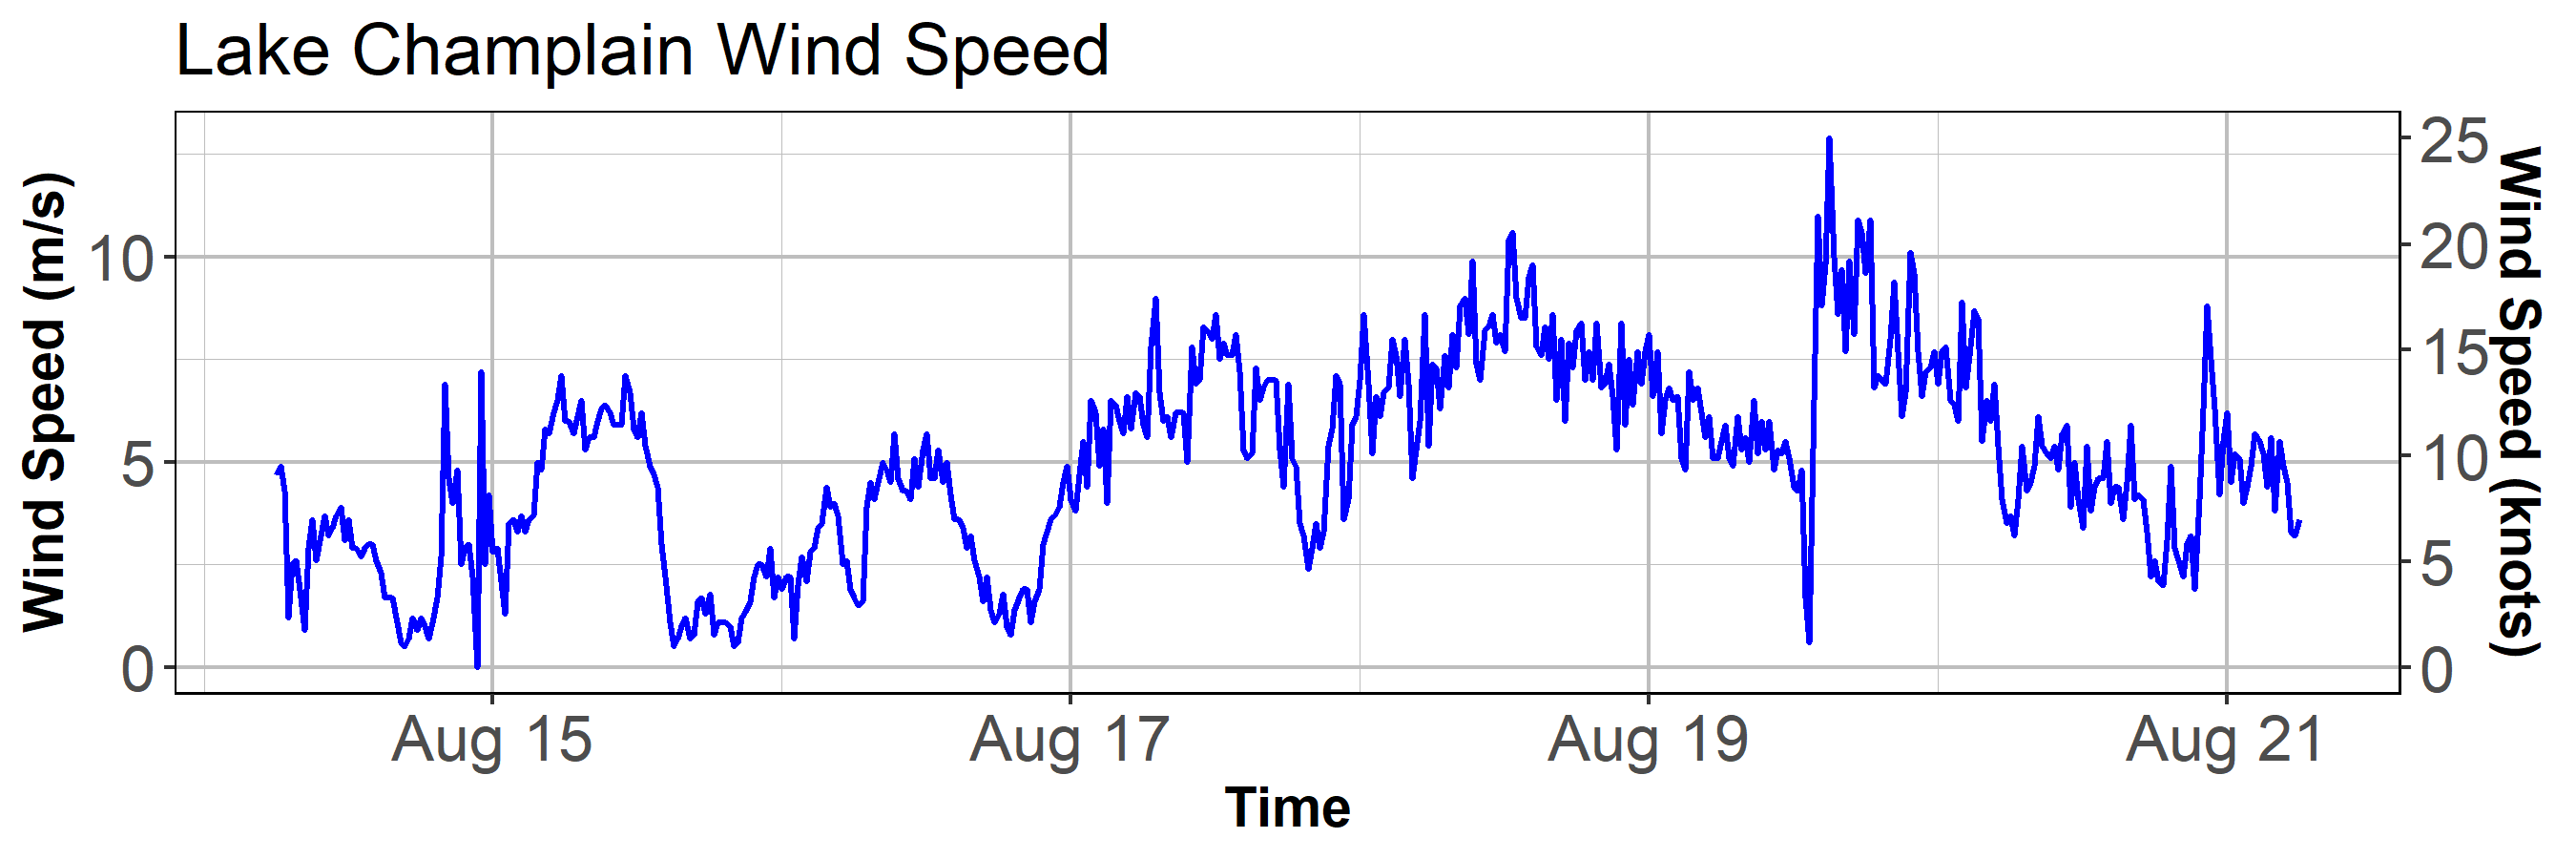 Lake Champlain Wind Speed
Wind Speed (m/s)
10
5
0
25
20
15
10
5
0
Wind Speed (knots)
Aug 15
Aug 17
Aug 19
Aug 21
Time